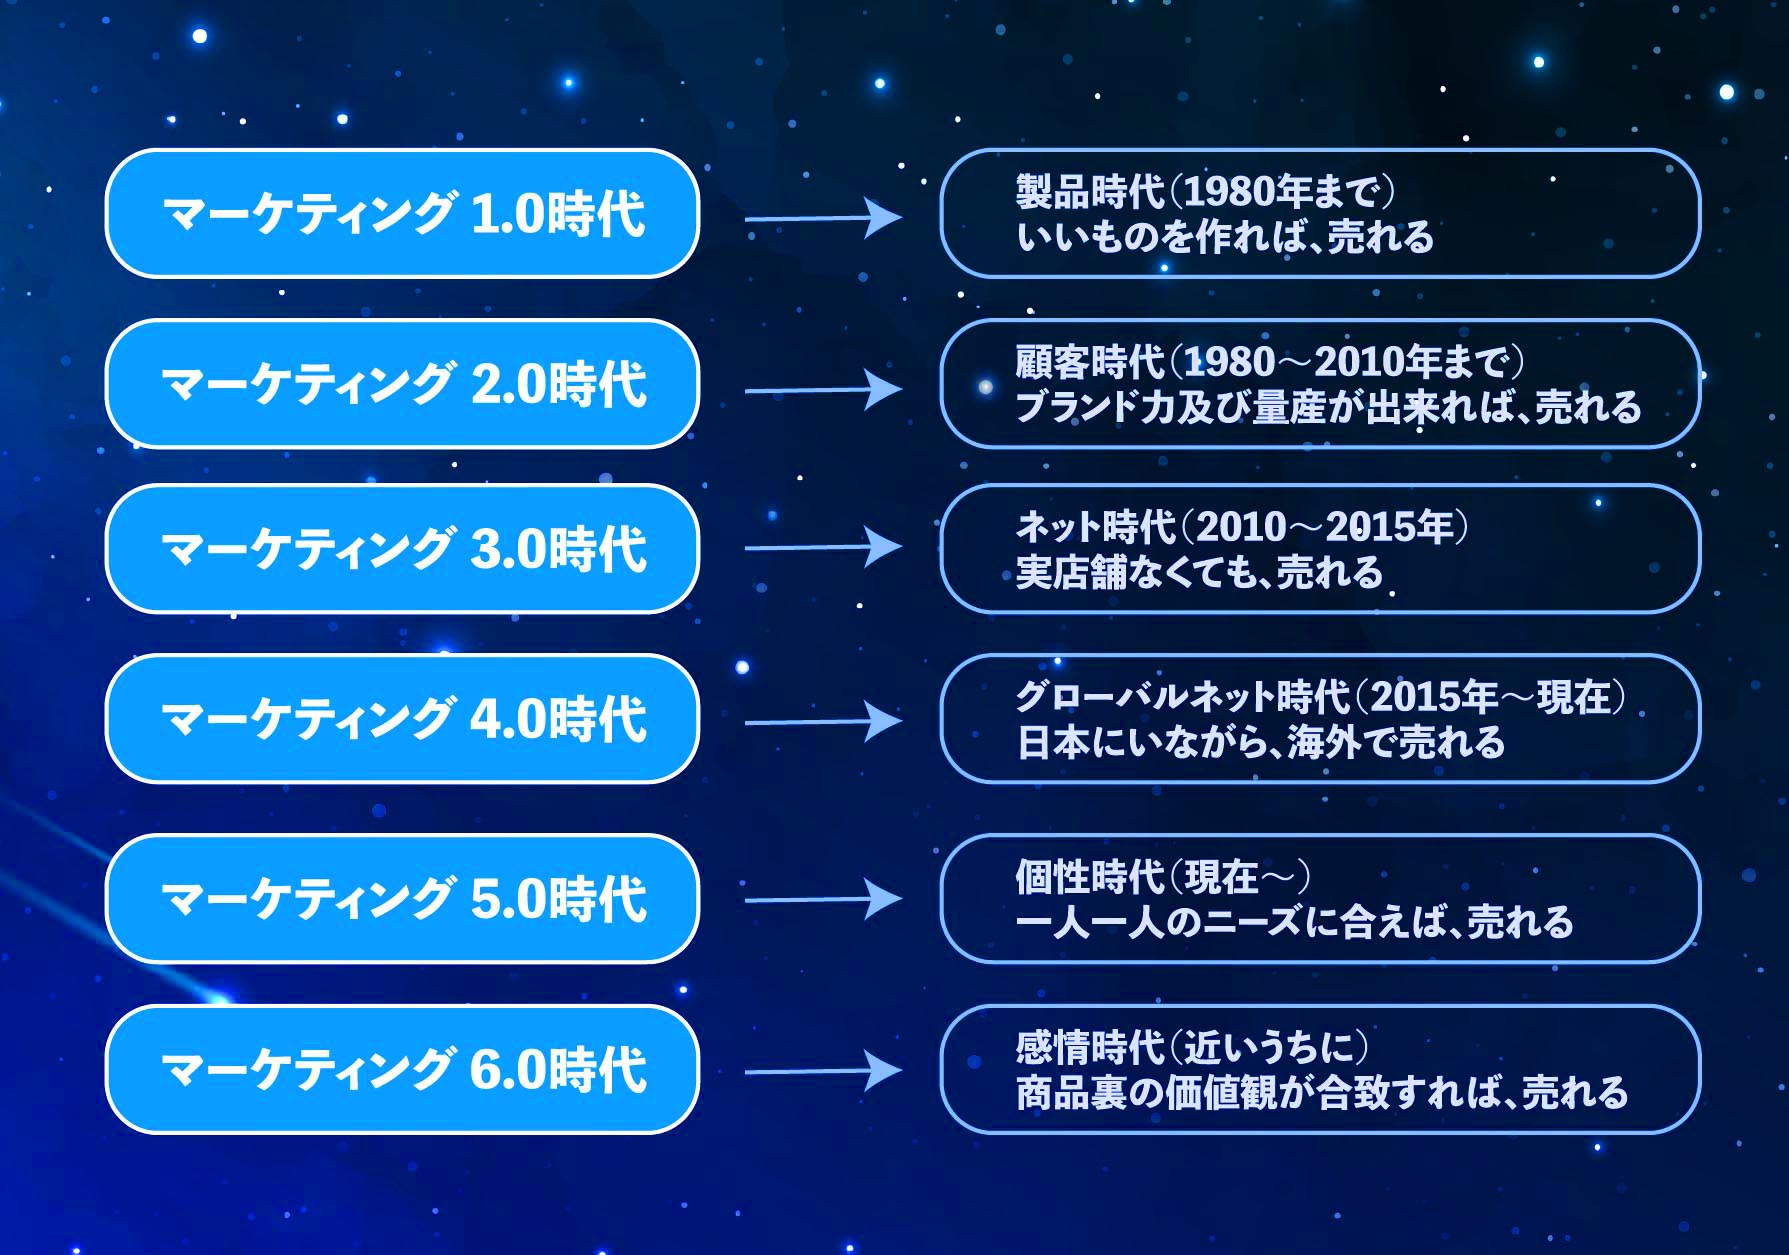 マーケティング 1.0時代
製品時代（1980年まで）
いいものを作れば、売れる
マーケティング 2.0時代
顧客時代（1980〜2010年まで）
ブランド力及び量産が出来れば、売れる
マーケティング 3.0時代
ネット時代（2010〜2015年）
実店舗なくても、売れる
マーケティング 4.0時代
グローバルネット時代（2015年〜現在）
日本にいながら、海外で売れる
マーケティング 5.0時代
個性時代（現在〜）
一人一人のニーズに合えば、売れる
マーケティング 6.0時代
感情時代（近いうちに）
商品裏の価値観が合致すれば、売れる